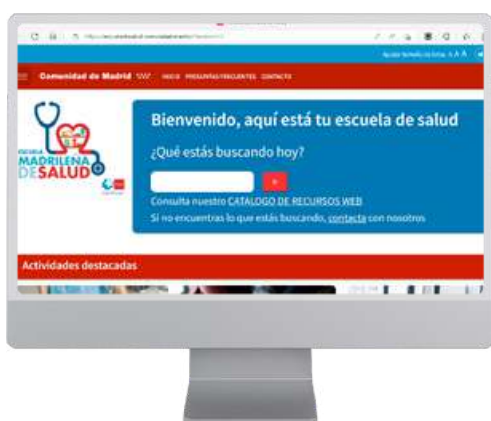 Comunidad de Madrid
INICIO PREGUNTAS FRECUENTES CONTACTO
ESCUELA
MADRILEÑA
DE SALUD
Bienvenido, aquí está tu escuela de salud
¿Qué estás buscando hoy?
Consulta nuestro CATALOGO DE RECURSOS WEB
Si no encuentras lo que estás buscando, contacta con nosotros
Actividades destacadas